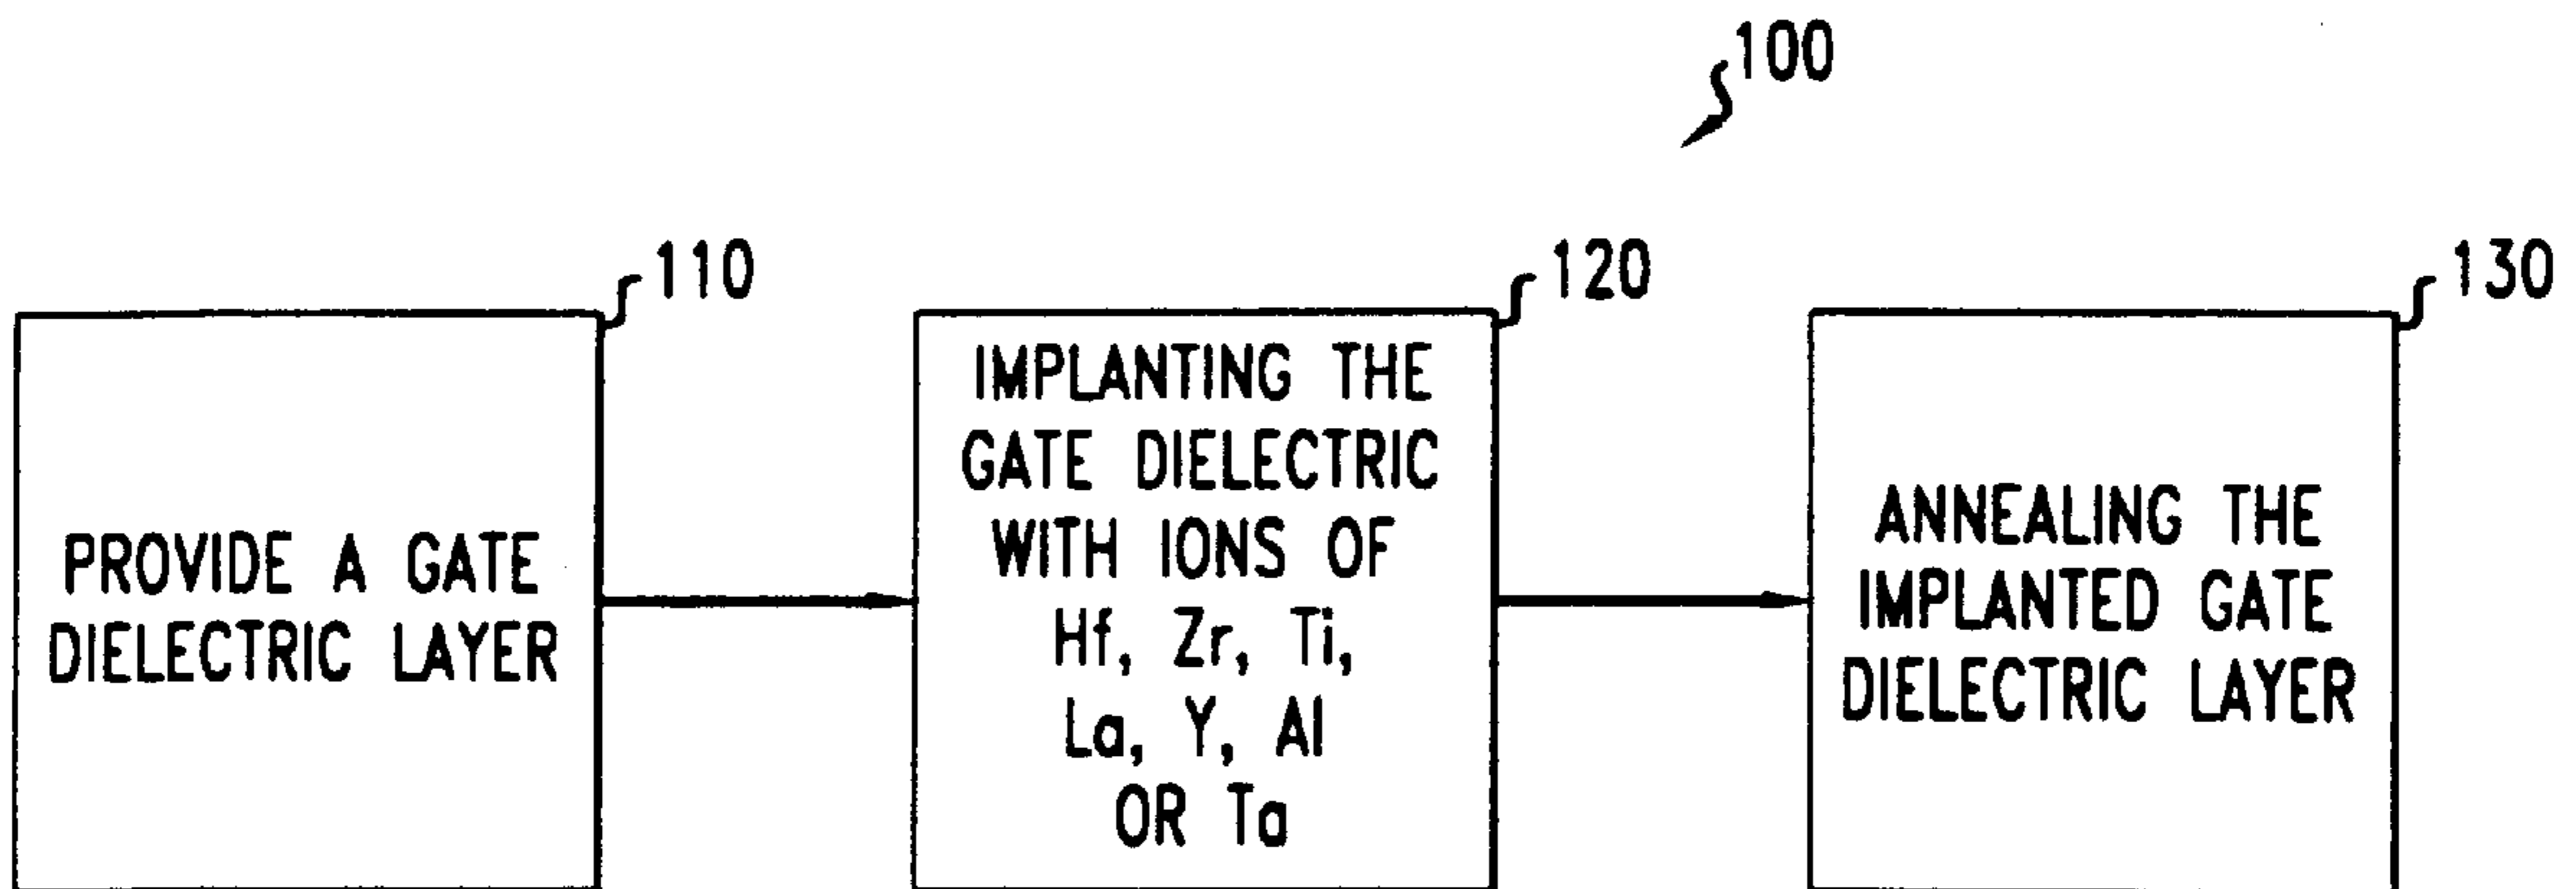 100
110
PROVIDE A GATE
DIELECTRIC LAYER
120
IMPLANTING THE
GATE DIELECTRIC
WITH IONS OF
Hf, Zr, Ti,
La, Y, Al
OR Ta
130
ANNEALING THE
IMPLANTED GATE
DIELECTRIC LAYER